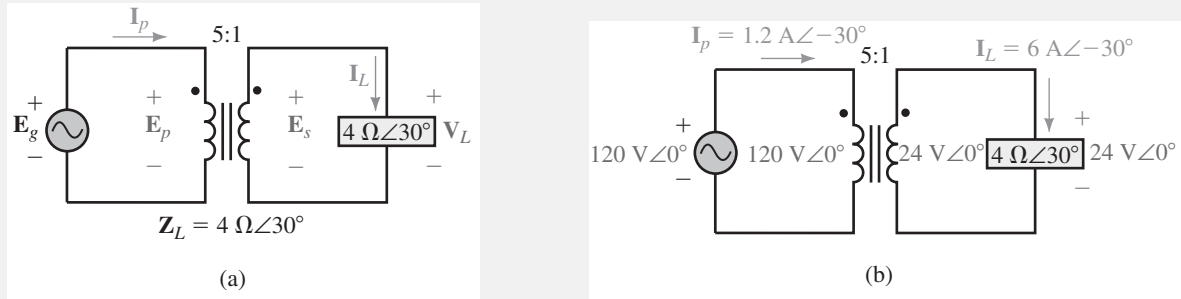 I_p
5:1
I_L
+ + + +
E_g E_p E_s 4 Ω∠30° V_L
− − − −
Z_L = 4 Ω∠30°
(a)
I_p = 1.2 A∠−30° I_L = 6 A∠−30°
5:1
+ +
120 V∠0° 120 V∠0° 24 V∠0° 4 Ω∠30° 24 V∠0°
− −
(b)